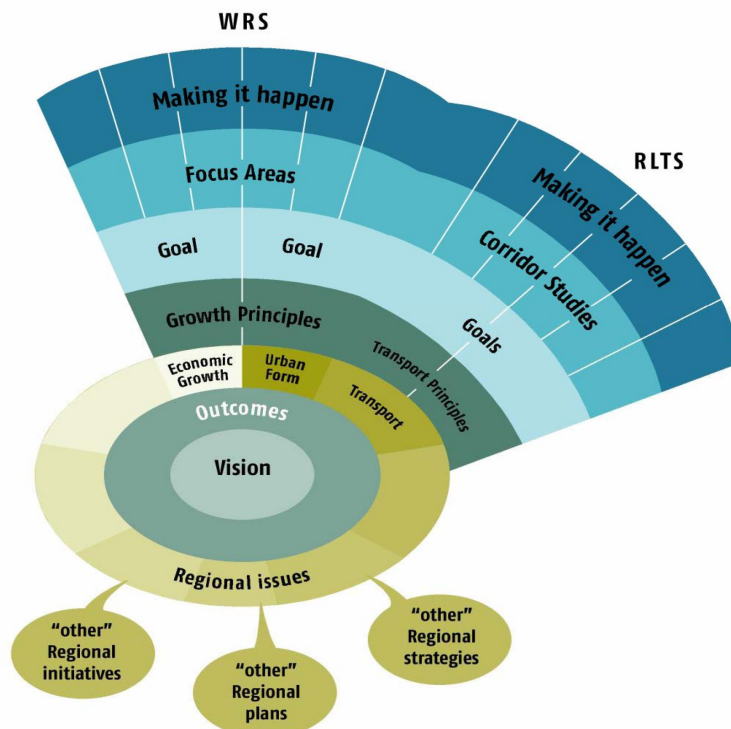 WRS
RLTS
Making it happen
Making it happen
Focus Areas
Corridor Studies
Goal
Goal
Goals
Growth Principles
Transport Principles
Economic
Growth
Urban
Form
Transport
Outcomes
Vision
Regional issues
“other”
Regional
initiatives
“other”
Regional
plans
“other”
Regional
strategies